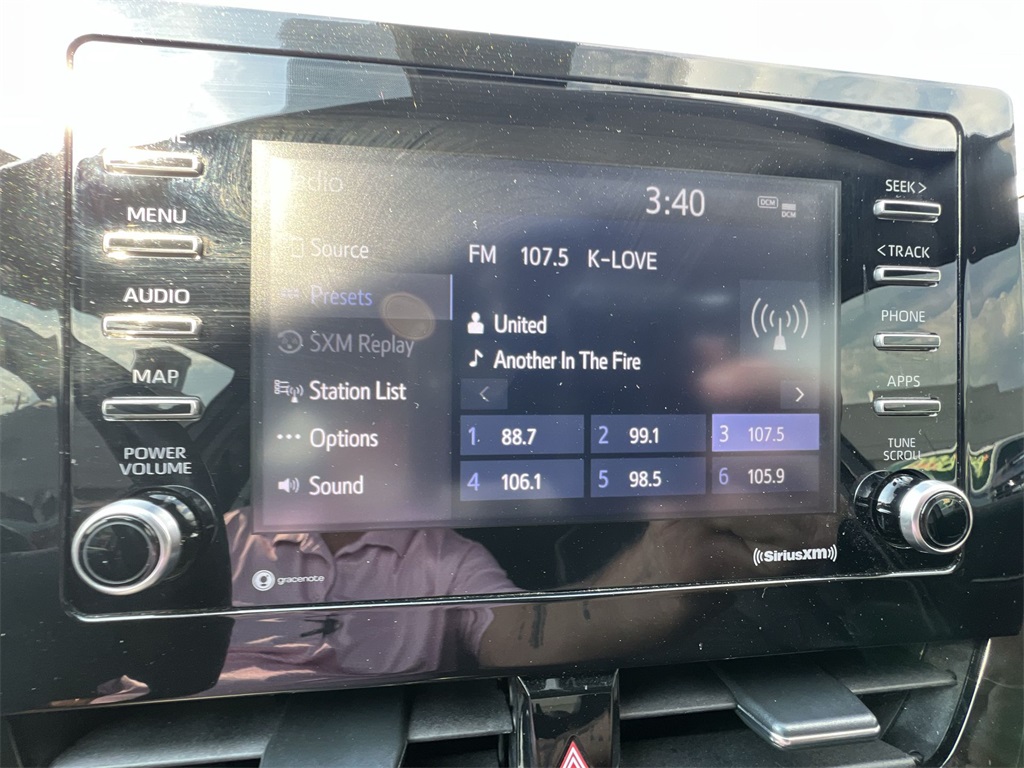 MENU
AUDIO
MAP
POWER
VOLUME
3:40
DCM
DCM
Source
Presets
SXM Replay
Station List
Options
Sound
FM 107.5 K-LOVE
United
Another In The Fire
<
>
1 88.7
2 99.1
3 107.5
4 106.1
5 98.5
6 105.9
SEEK >
< TRACK
PHONE
APPS
TUNE
SCROLL
gracenote
((SiriusXM))